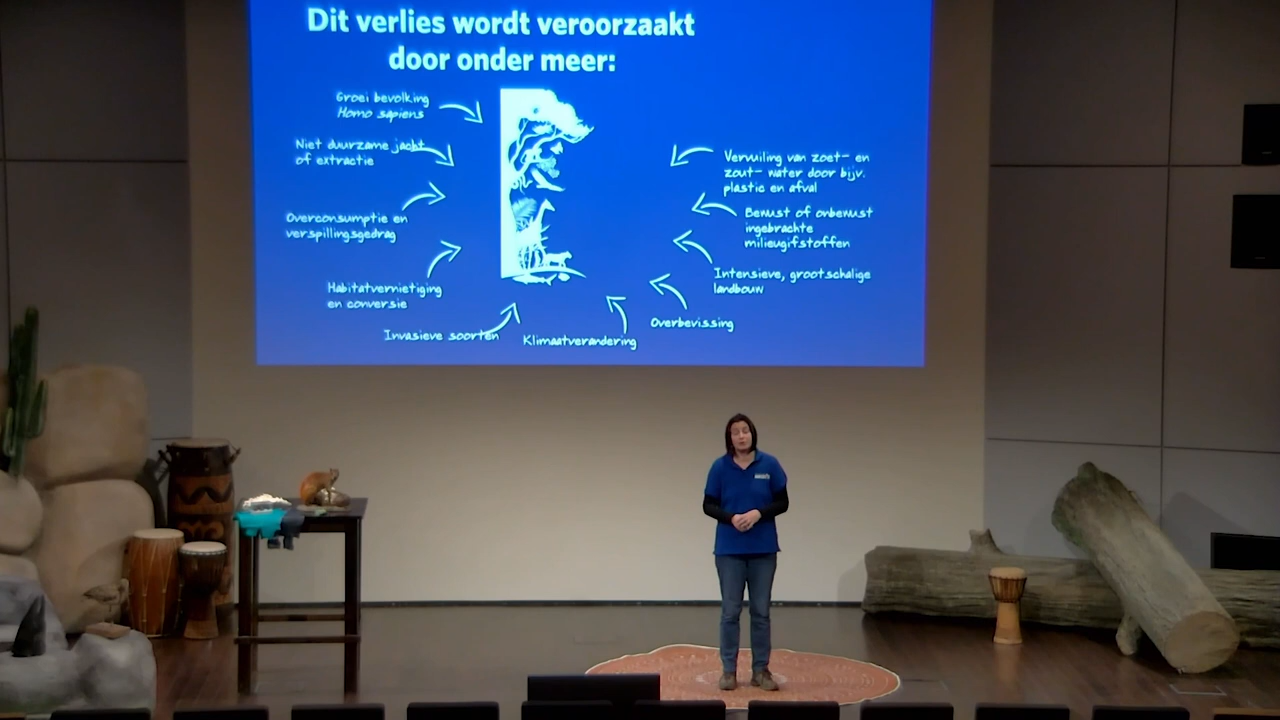 Dit verlies wordt veroorzaakt
door onder meer:
Groei bevolking
Homo sapiens
Niet duurzame jacht
of extractie
Overconsumptie en
verspillingsgedrag
Habitatvernietiging
en conversie
Invasieve soorten
Klimaatverandering
Overbevissing
Intensieve, grootschalige
landbouw
Bewust of onbewust
ingebrachte
milieugifstoffen
Vervuiling van zoet- en
zout- water door bijv.
plastic en afval